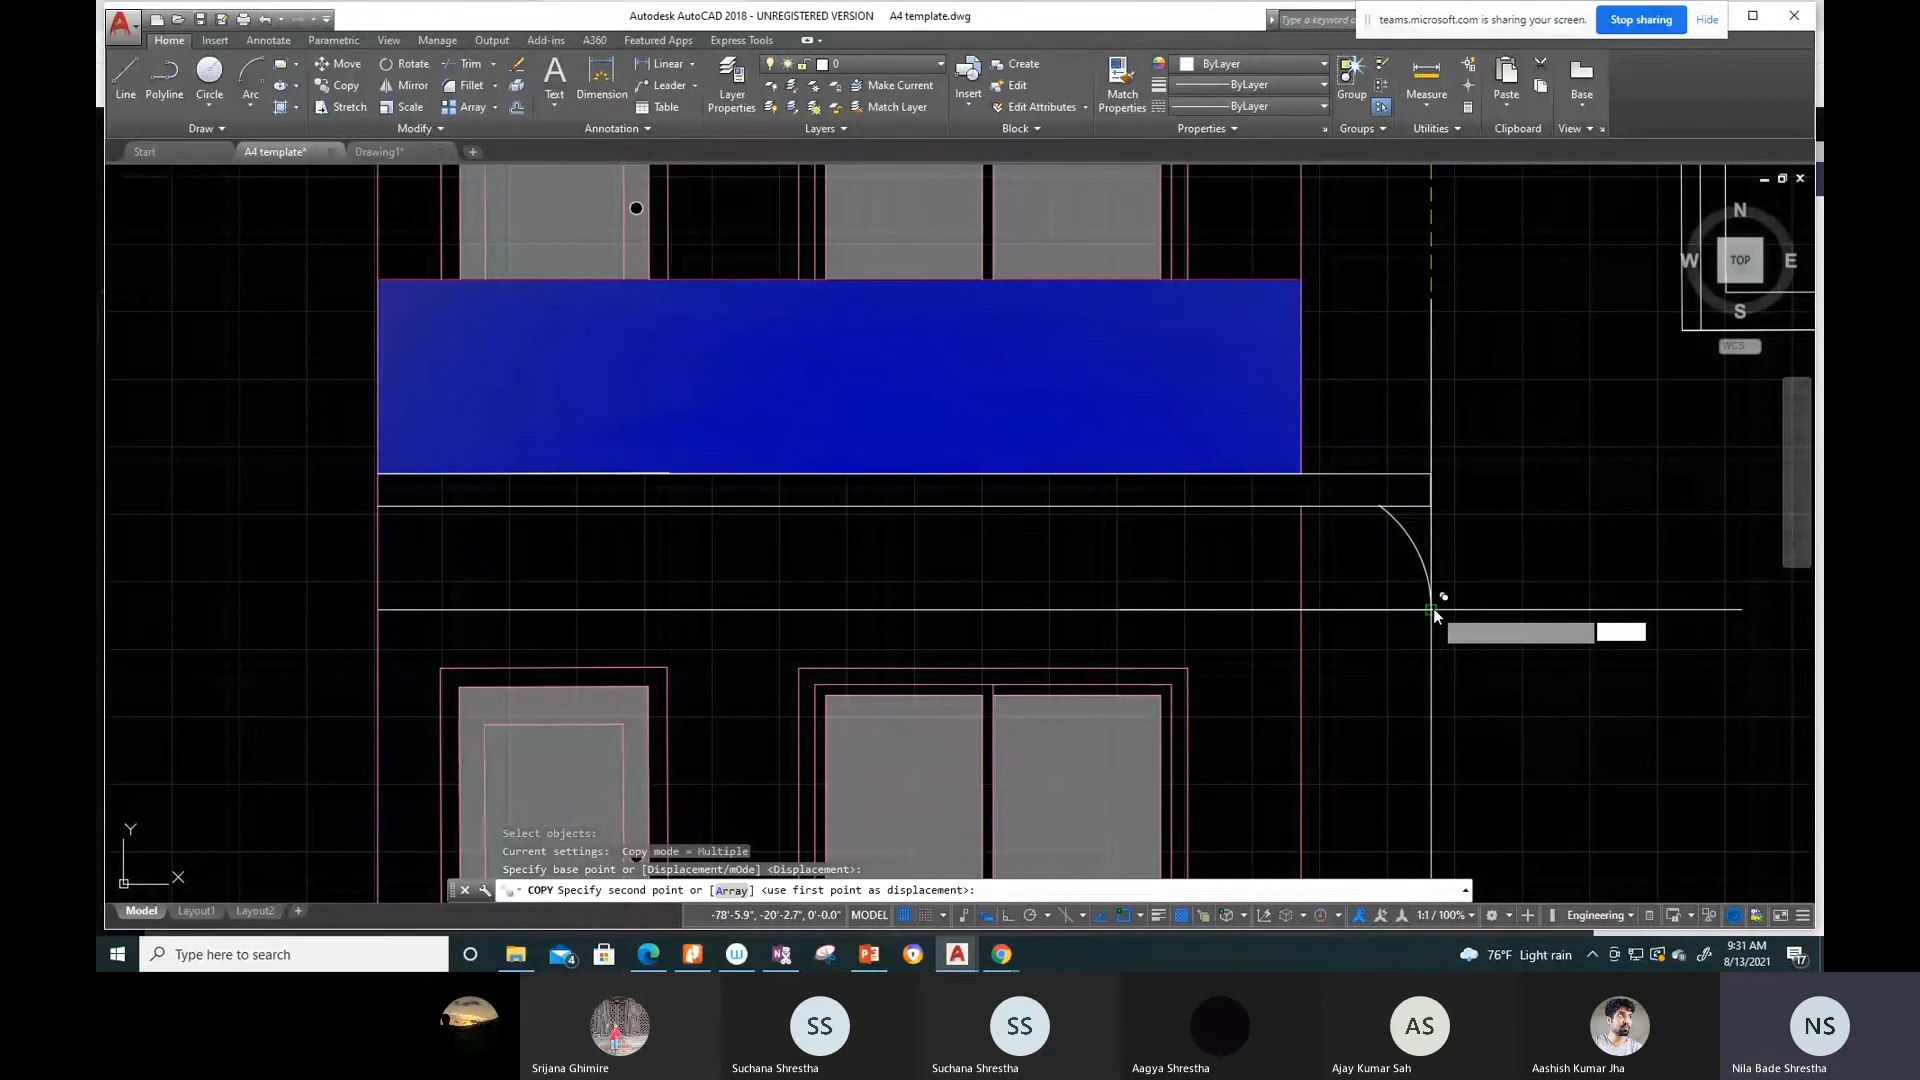 Autodesk AutoCAD 2018 - UNREGISTERED VERSION A4 template.dwg
Type a keyword
teams.microsoft.com is sharing your screen.
Stop sharing
Hide
Home Insert Annotate Parametric View Manage Output Add-ins A360 Featured Apps Express Tools
Line Polyline Circle Arc
Move Rotate Trim
Copy Mirror Fillet
Stretch Scale Array
Text Dimension
Linear
Leader
Table
Layer
Properties
0
Make Current
Match Layer
Insert
Create
Edit
Edit Attributes
Match
Properties
ByLayer
ByLayer
ByLayer
Group Measure Paste Base
Draw Modify Annotation Layers Block Properties Groups Utilities Clipboard View
Start A4 template* Drawing1*
N
W TOP E
S
WCS
Y
X
Select objects:
Current settings: Copy mode = Multiple
Specify base point or [Displacement/mOde] <Displacement>:
COPY Specify second point or [Array] <use first point as displacement>:
Model Layout1 Layout2 +
-78'-5.9", -20'-2.7", 0'-0.0" MODEL
1:1 / 100%
Engineering
Type here to search
4
76°F Light rain
9:31 AM
8/13/2021
17
SS
SS
AS
NS
Srijana Ghimire
Suchana Shrestha
Suchana Shrestha
Aagya Shrestha
Ajay Kumar Sah
Aashish Kumar Jha
Nila Bade Shrestha